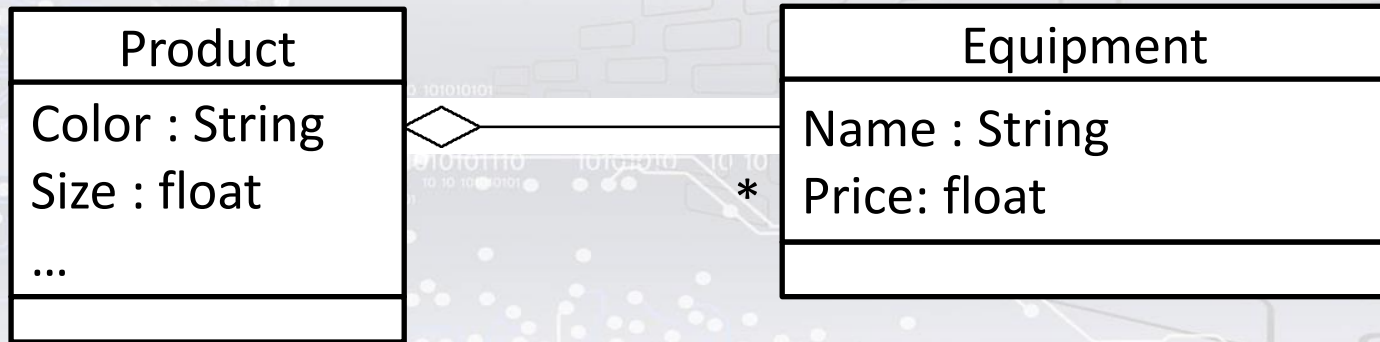 Product
Color : String
Size : float
...
*
Equipment
Name : String
Price: float